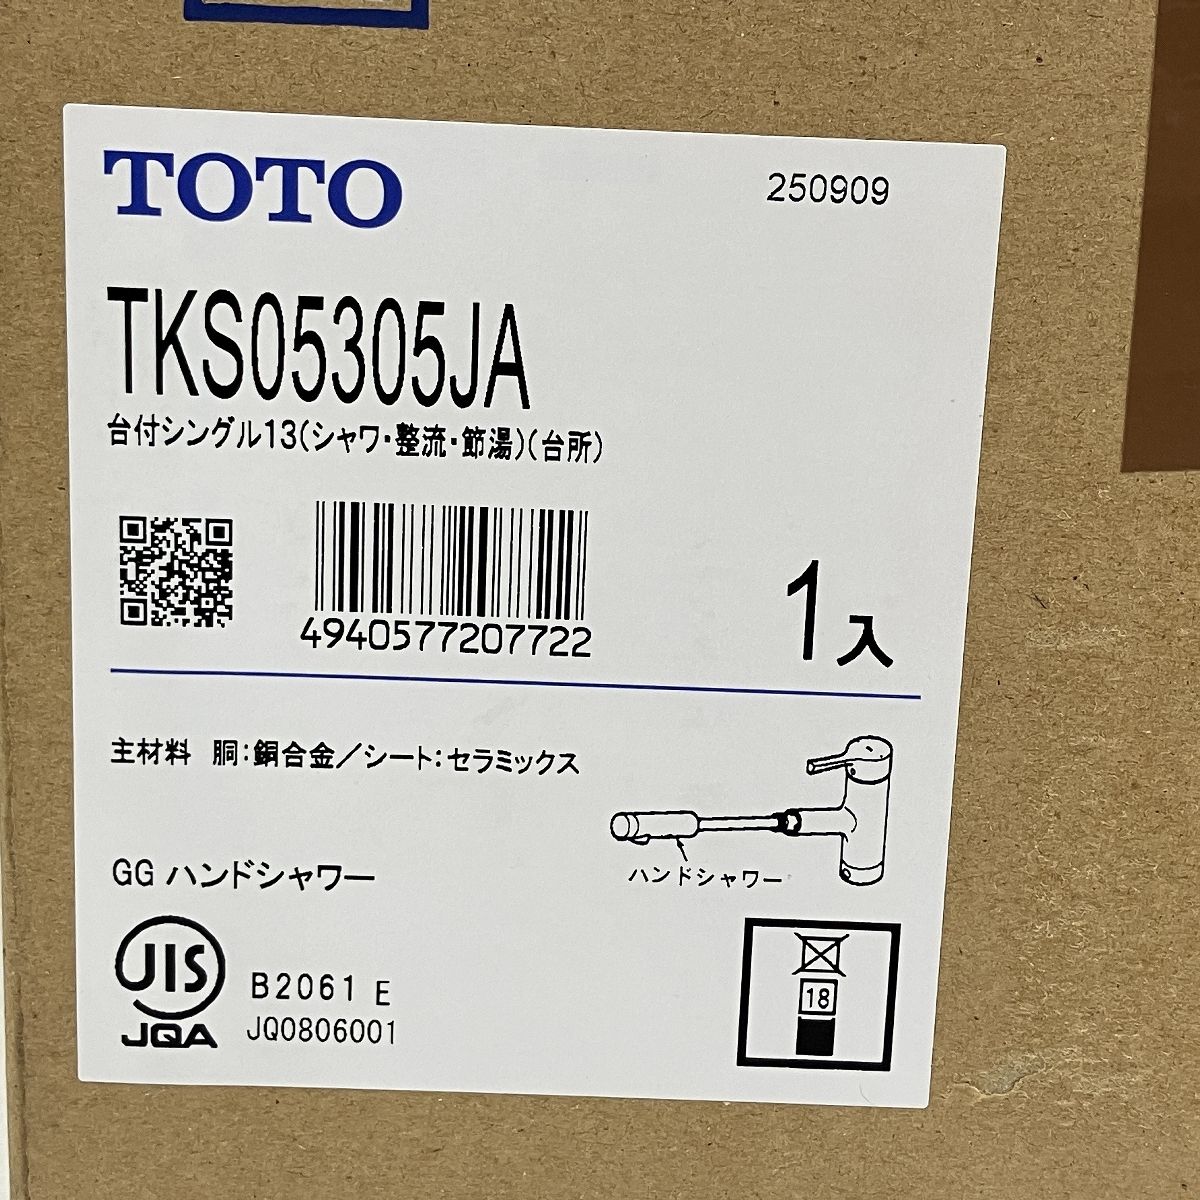 TOTO
250909
TKS05305JA
台付シングル13(シャワ・整流・節湯)(台所)
4940577207722
1入
主材料 胴:銅合金/シート:セラミックス
ハンドシャワー
GG ハンドシャワー
JIS
JQA
B2061 E
JQ0806001
18